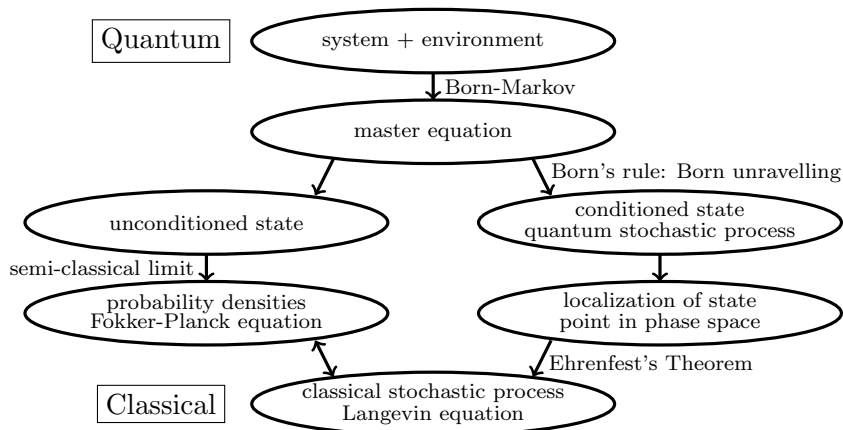 Quantum
system + environment
Born-Markov
master equation
Born's rule: Born unravelling
unconditioned state
conditioned state
quantum stochastic process
semi-classical limit
probability densities
Fokker-Planck equation
localization of state
point in phase space
Ehrenfest's Theorem
Classical
classical stochastic process
Langevin equation